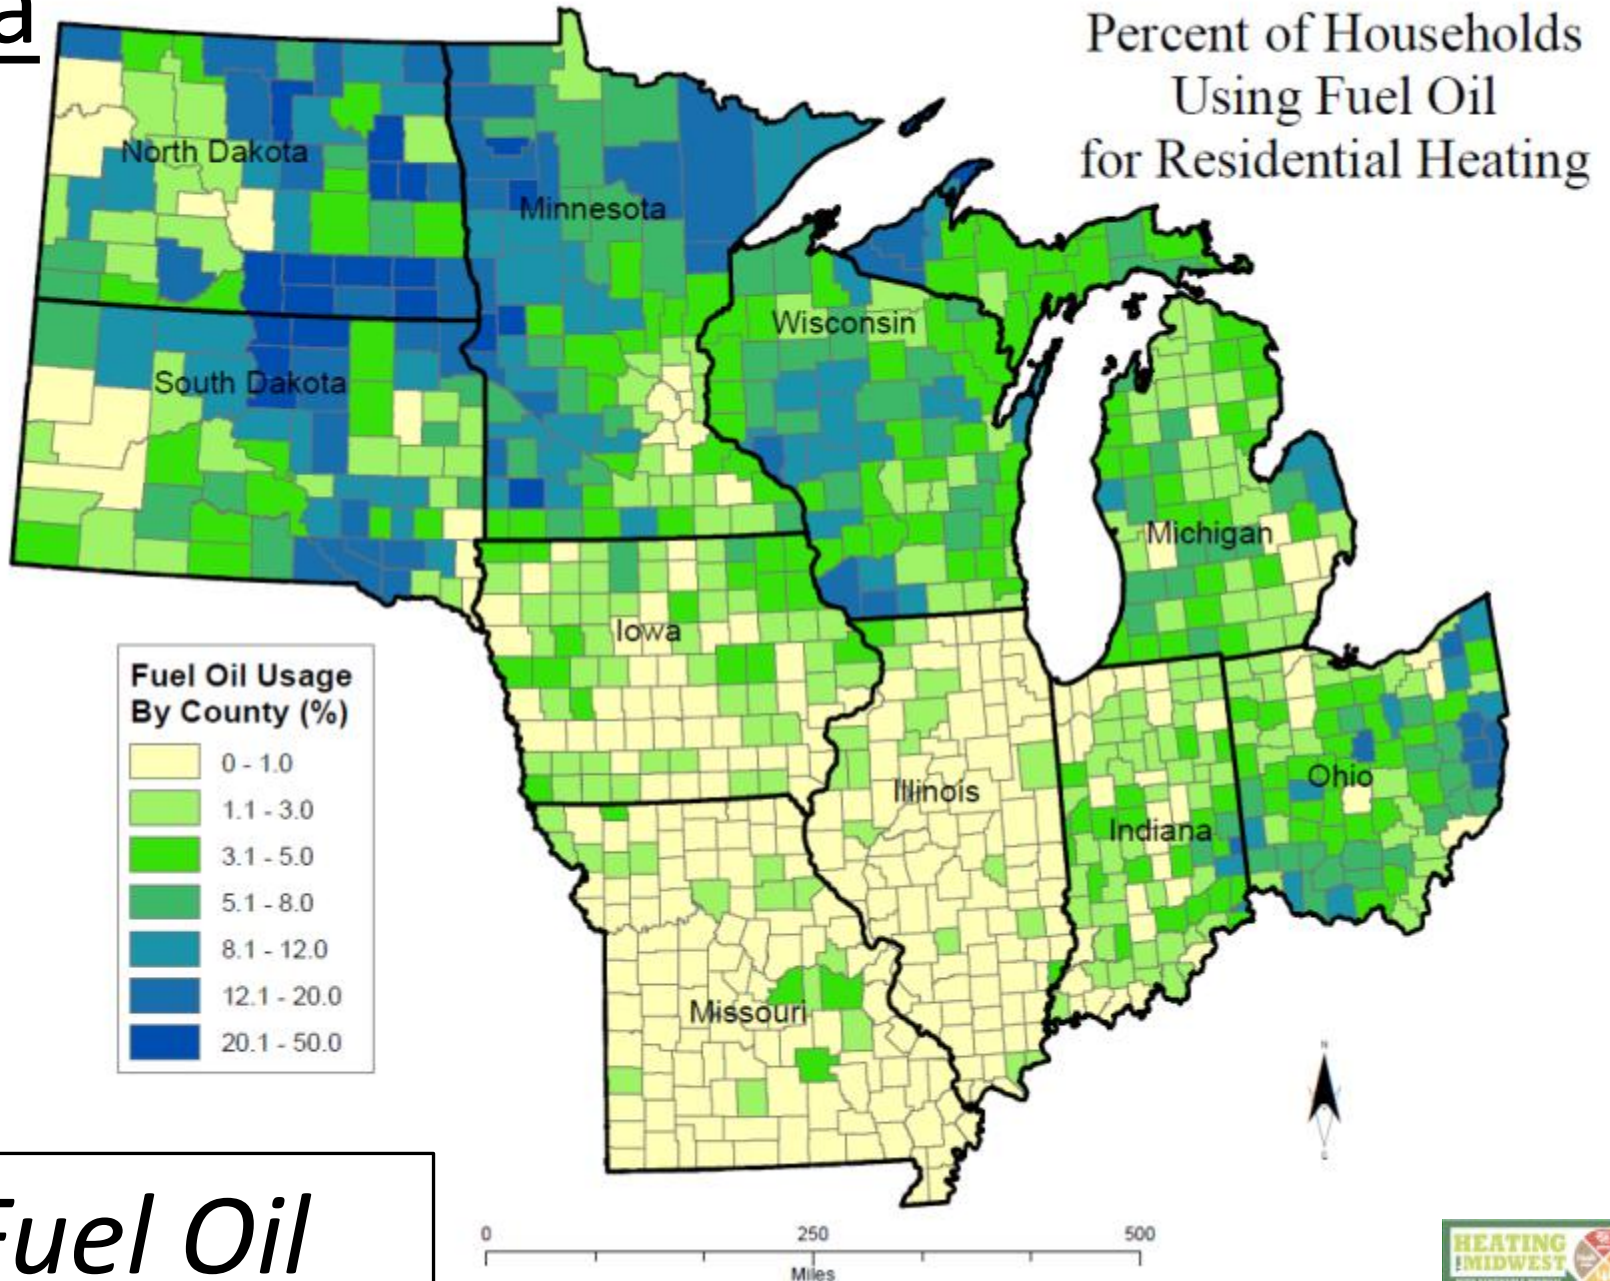 a
Percent of Households
Using Fuel Oil
for Residential Heating
North Dakota
Minnesota
Wisconsin
South Dakota
Michigan
Iowa
Illinois
Indiana
Ohio
Missouri
Fuel Oil Usage
By County (%)
0 - 1.0
1.1 - 3.0
3.1 - 5.0
5.1 - 8.0
8.1 - 12.0
12.1 - 20.0
20.1 - 50.0
N
S
Fuel Oil
0 250 500
Miles
HEATING
MIDWEST